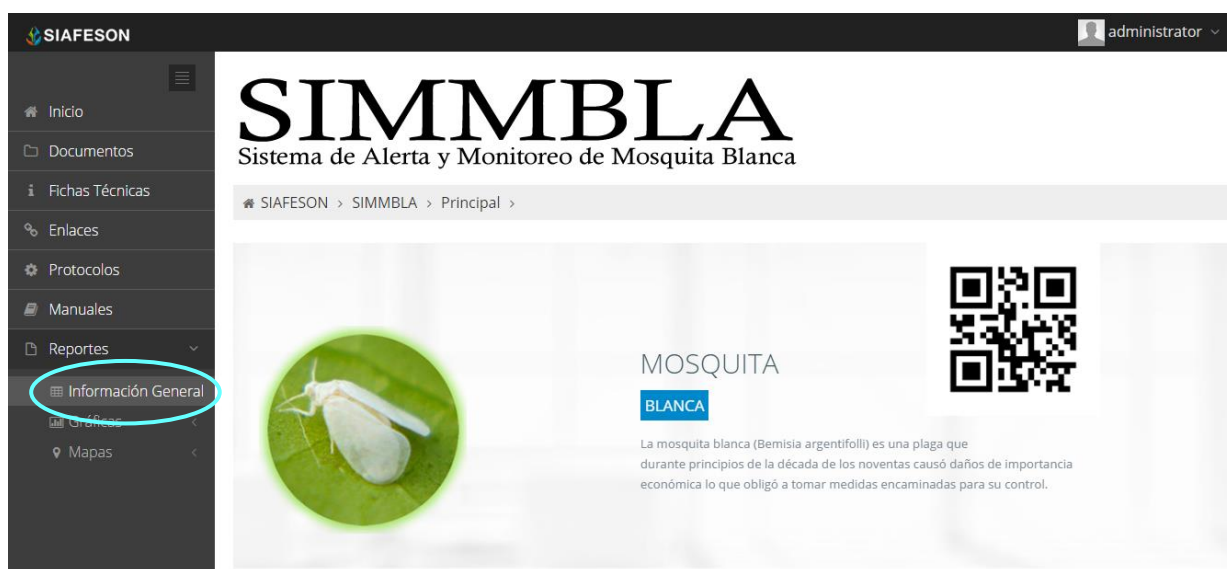 SIAFESON
administrator
Inicio
Documentos
Fichas Técnicas
Enlaces
Protocolos
Manuales
Reportes
Información General
Gráficas
Mapas
SIMMBLA
Sistema de Alerta y Monitoreo de Mosquita Blanca
SIAFESON > SIMMBLA > Principal >
MOSQUITA
BLANCA
La mosquita blanca (Bemisia argentifolli) es una plaga que
durante principios de la década de los noventas causó daños de importancia
económica lo que obligó a tomar medidas encaminadas para su control.